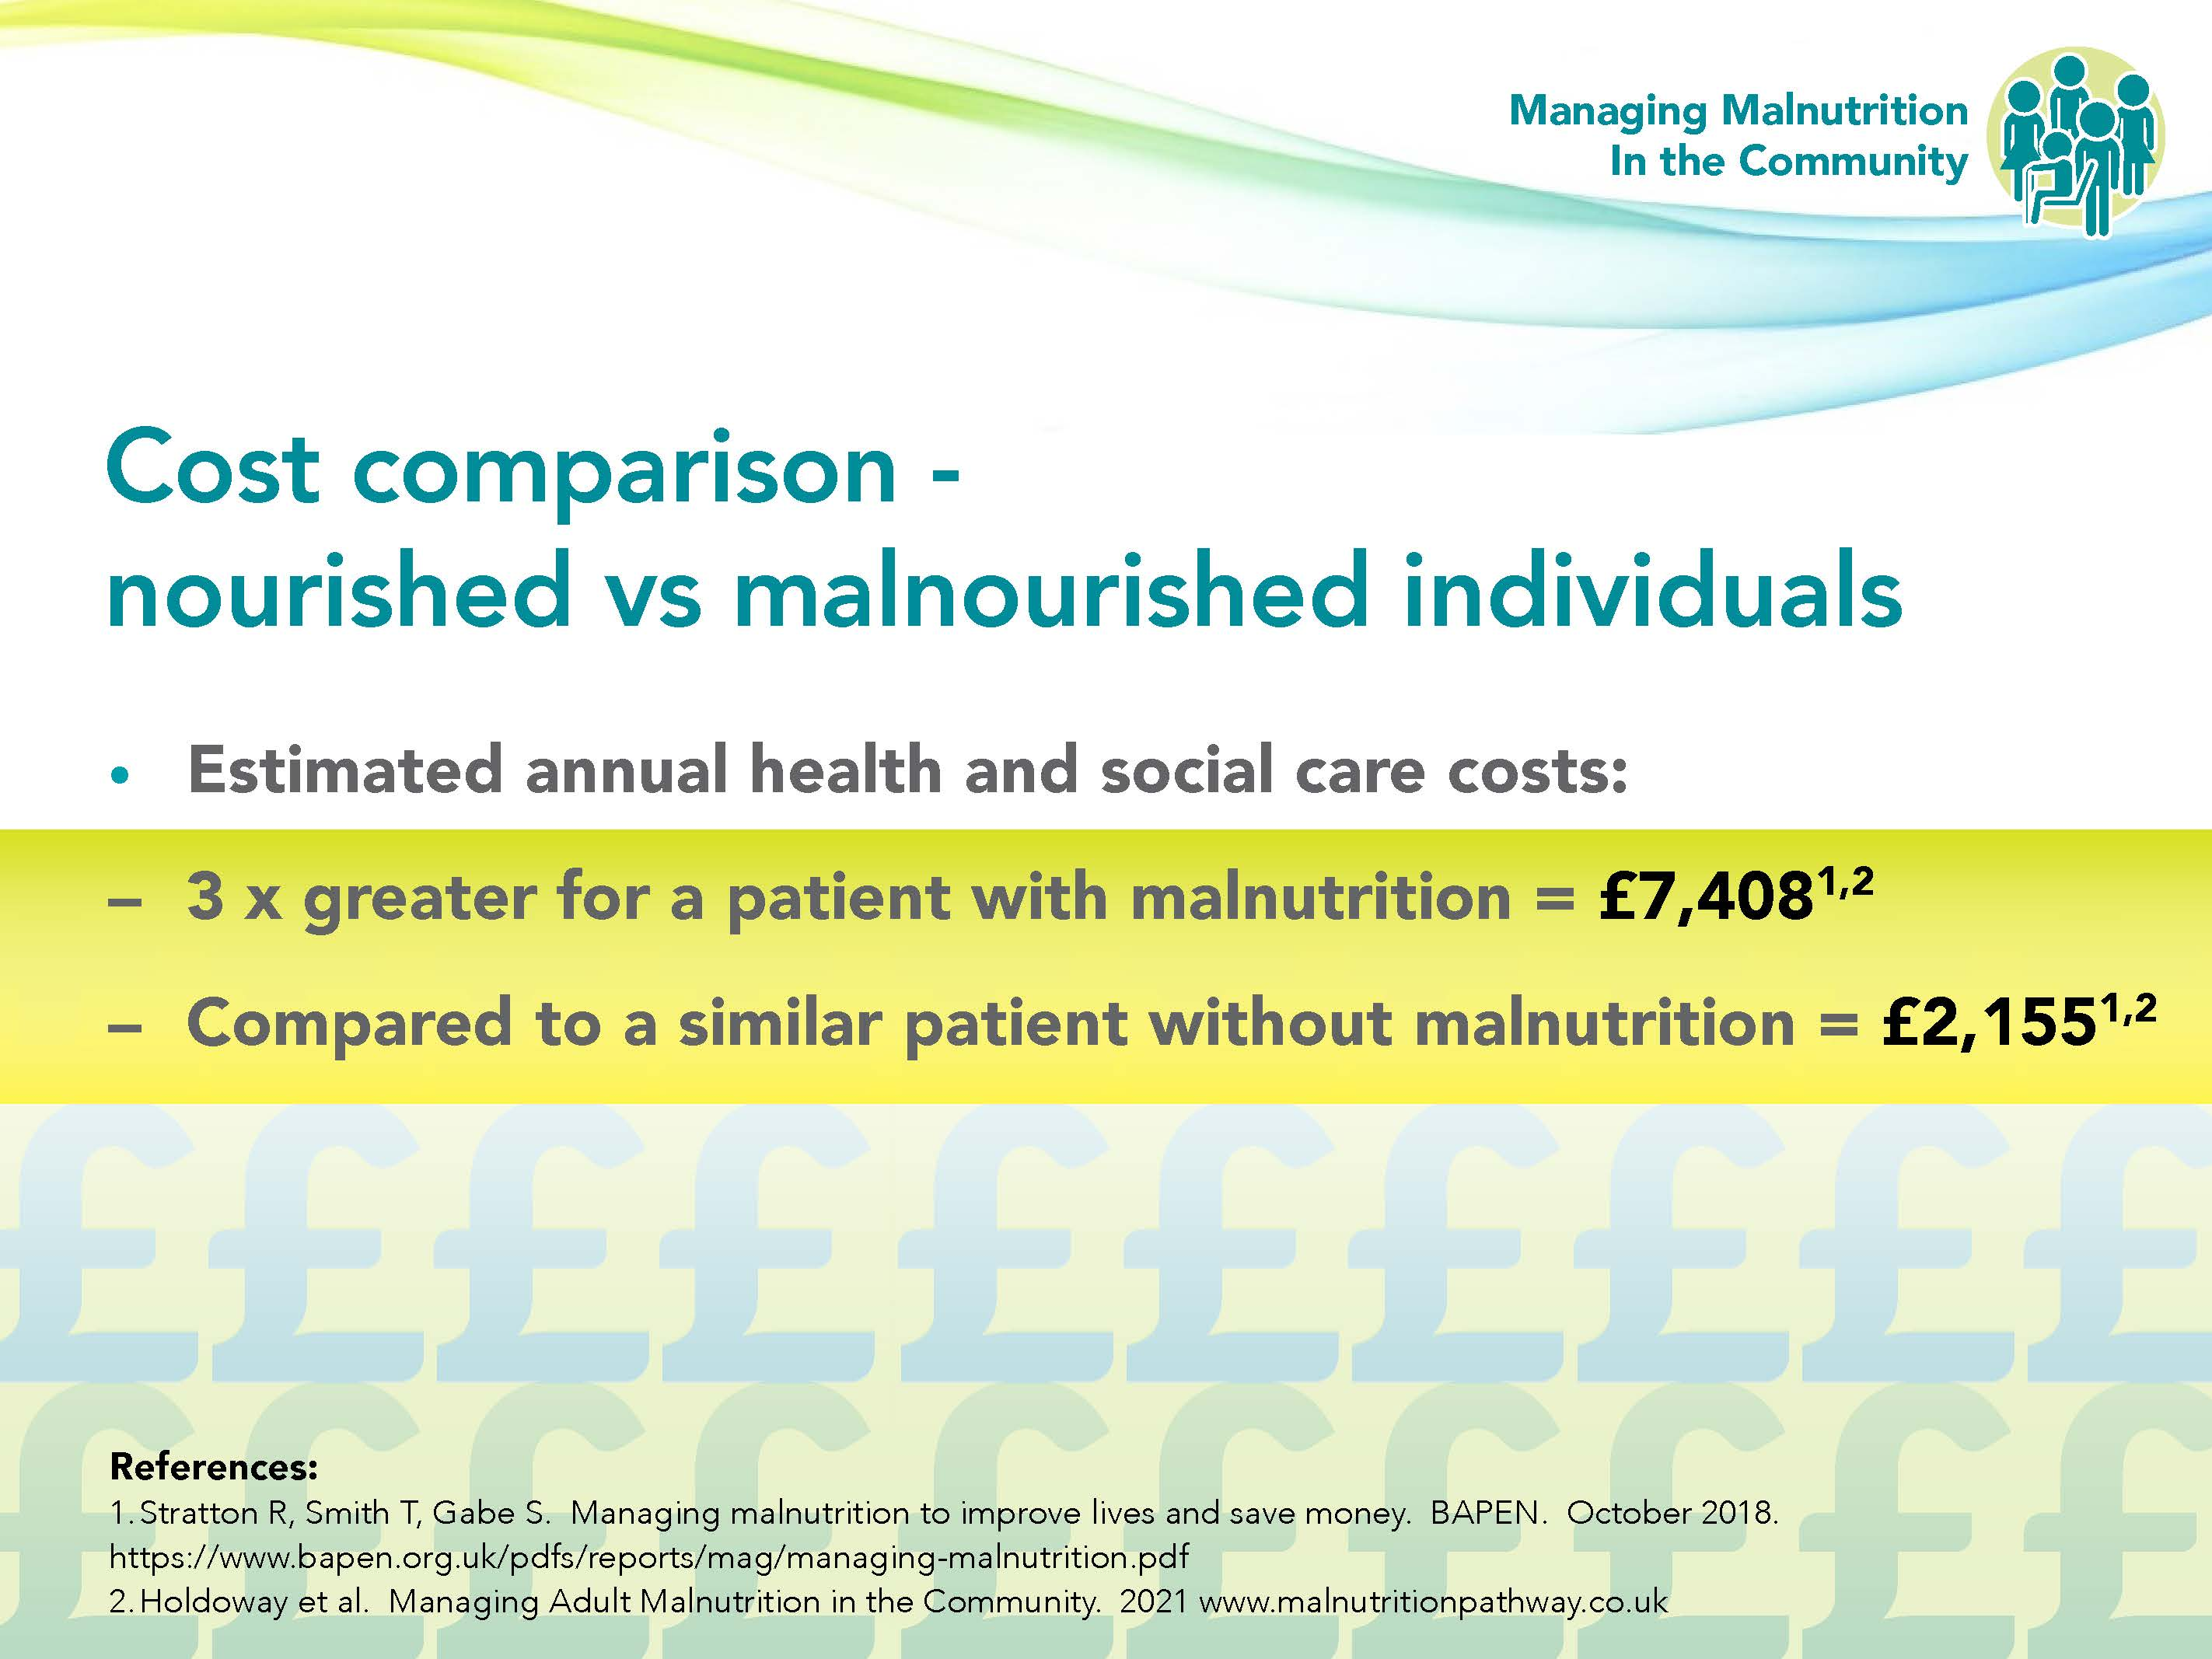 Managing Malnutrition
In the Community
Cost comparison -
nourished vs malnourished individuals
• Estimated annual health and social care costs:
– 3 x greater for a patient with malnutrition = £7,408¹,²
– Compared to a similar patient without malnutrition = £2,155¹,²
££££££££££
££££££££££
References:
1. Stratton R, Smith T, Gabe S. Managing malnutrition to improve lives and save money. BAPEN. October 2018.
https://www.bapen.org.uk/pdfs/reports/mag/managing-malnutrition.pdf
2. Holdoway et al. Managing Adult Malnutrition in the Community. 2021 www.malnutritionpathway.co.uk